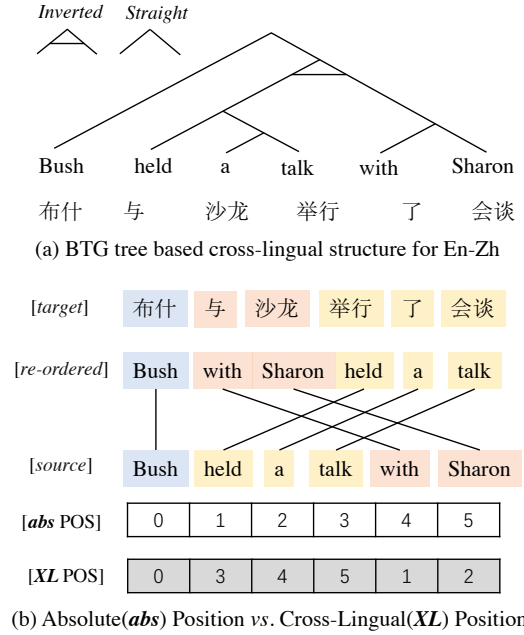 Inverted Straight
Bush held a talk with Sharon
布什 与 沙龙 举行 了 会谈
(a) BTG tree based cross-lingual structure for En-Zh
[target] 布什 与 沙龙 举行 了 会谈
[re-ordered] Bush with Sharon held a talk
[source] Bush held a talk with Sharon
[abs POS] 0 1 2 3 4 5
[XL POS] 0 3 4 5 1 2
(b) Absolute(abs) Position vs. Cross-Lingual(XL) Position